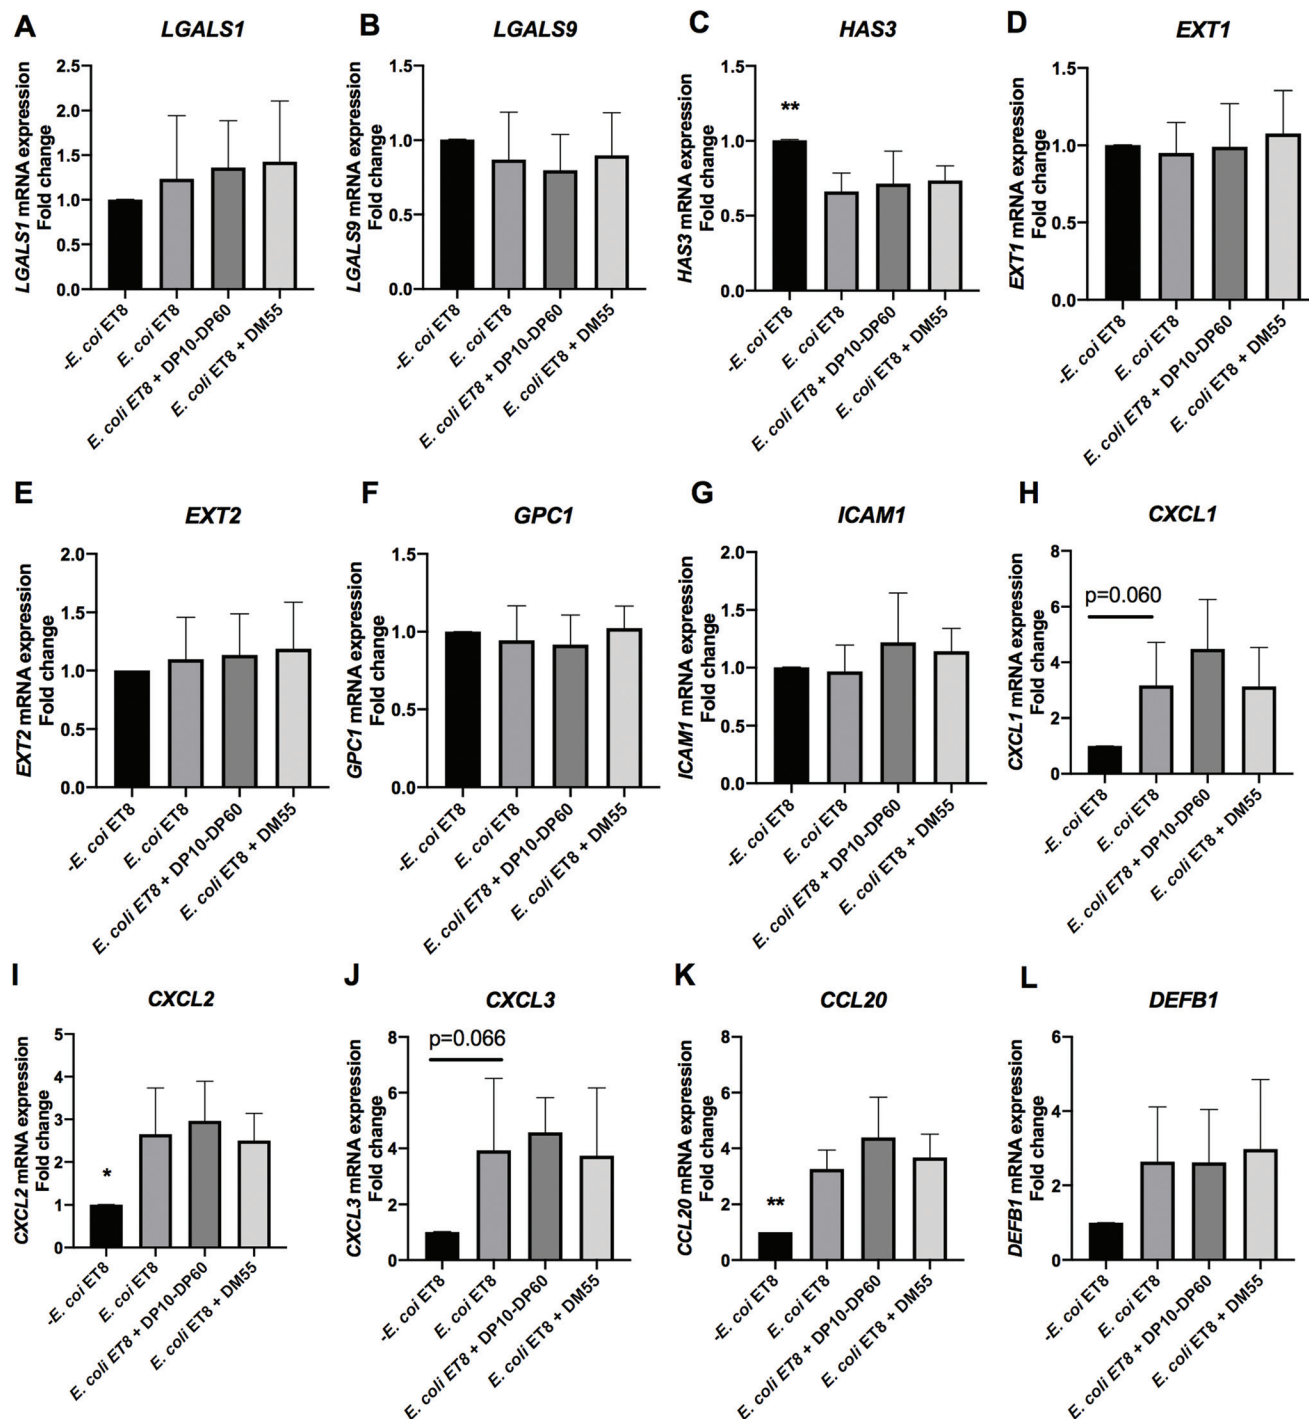 A
LGALS1
LGALS1 mRNA expression
Fold change
2.5
2.0
1.5
1.0
0.5
0.0
-E. coi ET8
E. coi ET8
E. coli ET8 + DP10-DP60
E. coli ET8 + DM55
B
LGALS9
LGALS9 mRNA expression
Fold change
1.5
1.0
0.5
0.0
-E. coi ET8
E. coi ET8
E. coli ET8 + DP10-DP60
E. coli ET8 + DM55
C
HAS3
HAS3 mRNA expression
Fold change
1.5
1.0
0.5
0.0
**
-E. coi ET8
E. coi ET8
E. coli ET8 + DP10-DP60
E. coli ET8 + DM55
D
EXT1
EXT1 mRNA expression
Fold change
1.5
1.0
0.5
0.0
-E. coi ET8
E. coi ET8
E. coli ET8 + DP10-DP60
E. coli ET8 + DM55
E
EXT2
EXT2 mRNA expression
Fold change
2.0
1.5
1.0
0.5
0.0
-E. coi ET8
E. coi ET8
E. coli ET8 + DP10-DP60
E. coli ET8 + DM55
F
GPC1
GPC1 mRNA expression
Fold change
1.5
1.0
0.5
0.0
-E. coi ET8
E. coi ET8
E. coli ET8 + DP10-DP60
E. coli ET8 + DM55
G
ICAM1
ICAM1 mRNA expression
Fold change
2.0
1.5
1.0
0.5
0.0
-E. coi ET8
E. coi ET8
E. coli ET8 + DP10-DP60
E. coli ET8 + DM55
H
CXCL1
CXCL1 mRNA expression
Fold change
8
6
4
2
0
p=0.060
-E. coi ET8
E. coi ET8
E. coli ET8 + DP10-DP60
E. coli ET8 + DM55
I
CXCL2
CXCL2 mRNA expression
Fold change
5
4
3
2
1
0
*
-E. coi ET8
E. coi ET8
E. coli ET8 + DP10-DP60
E. coli ET8 + DM55
J
CXCL3
CXCL3 mRNA expression
Fold change
8
6
4
2
0
p=0.066
-E. coi ET8
E. coi ET8
E. coli ET8 + DP10-DP60
E. coli ET8 + DM55
K
CCL20
CCL20 mRNA expression
Fold change
8
6
4
2
0
**
-E. coi ET8
E. coi ET8
E. coli ET8 + DP10-DP60
E. coli ET8 + DM55
L
DEFB1
DEFB1 mRNA expression
Fold change
6
4
2
0
-E. coi ET8
E. coi ET8
E. coli ET8 + DP10-DP60
E. coli ET8 + DM55